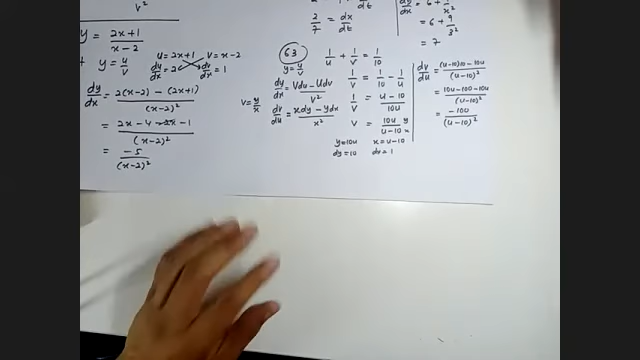 v²
y = 2x+1 / x-2
u = 2x+1 v = x-2
y = u/v
du/dx = 2 dv/dx = 1
dy/dx = 2(x-2) - (2x+1) / (x-2)²
= 2x - 4 - 2x - 1 / (x-2)²
= -5 / (x-2)²
2/7 = dx/dt
= 6 + 9/3²
= 7
63
1/u + 1/v = 1/10
y = u/v
1/v = 1/10 - 1/u
dy/dx = Vdu - Udv / V²
1/v = u-10 / 10u
v = y/x
dv/du = xdy - ydx / x²
v = 10u / u-10 y x
y = 10u x = u-10
dy = 10 dx = 1
dv/du = (u-10)10 - 10u / (u-10)²
= 10u - 100 - 10u / (u-10)²
= -100 / (u-10)²